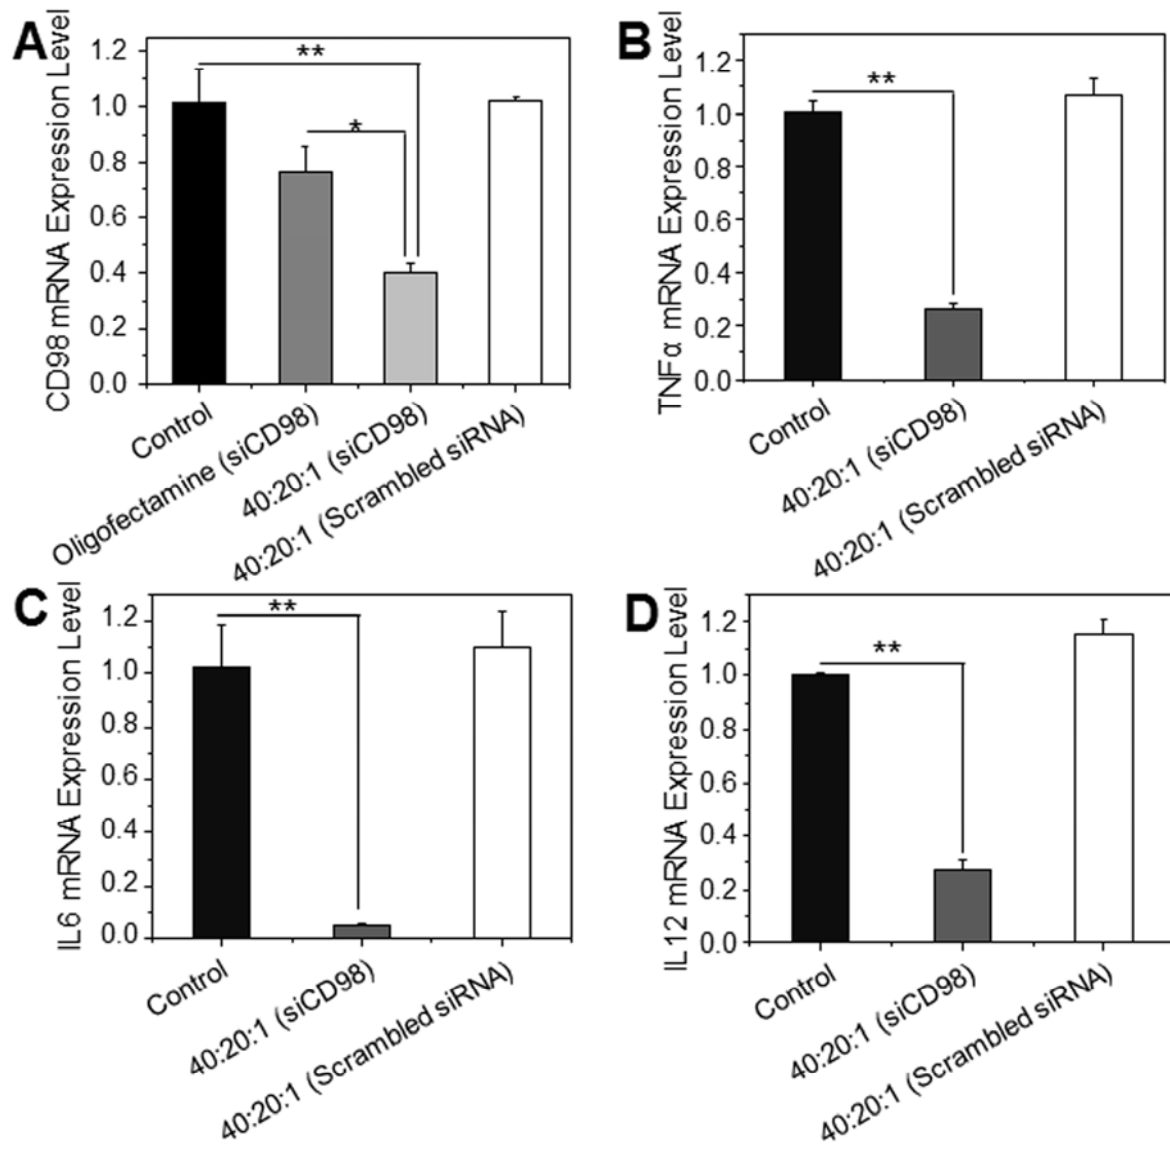 A
CD98 mRNA Expression Level
1.2
1.0
0.8
0.6
0.4
0.2
0.0
**
*
Control
Oligofectamine (siCD98)
40:20:1 (siCD98)
40:20:1 (Scrambled siRNA)
B
TNFα mRNA Expression Level
1.2
1.0
0.8
0.6
0.4
0.2
0.0
**
Control
40:20:1 (siCD98)
40:20:1 (Scrambled siRNA)
C
IL6 mRNA Expression Level
1.2
1.0
0.8
0.6
0.4
0.2
0.0
**
Control
40:20:1 (siCD98)
40:20:1 (Scrambled siRNA)
D
IL12 mRNA Expression Level
1.2
1.0
0.8
0.6
0.4
0.2
0.0
**
Control
40:20:1 (siCD98)
40:20:1 (Scrambled siRNA)